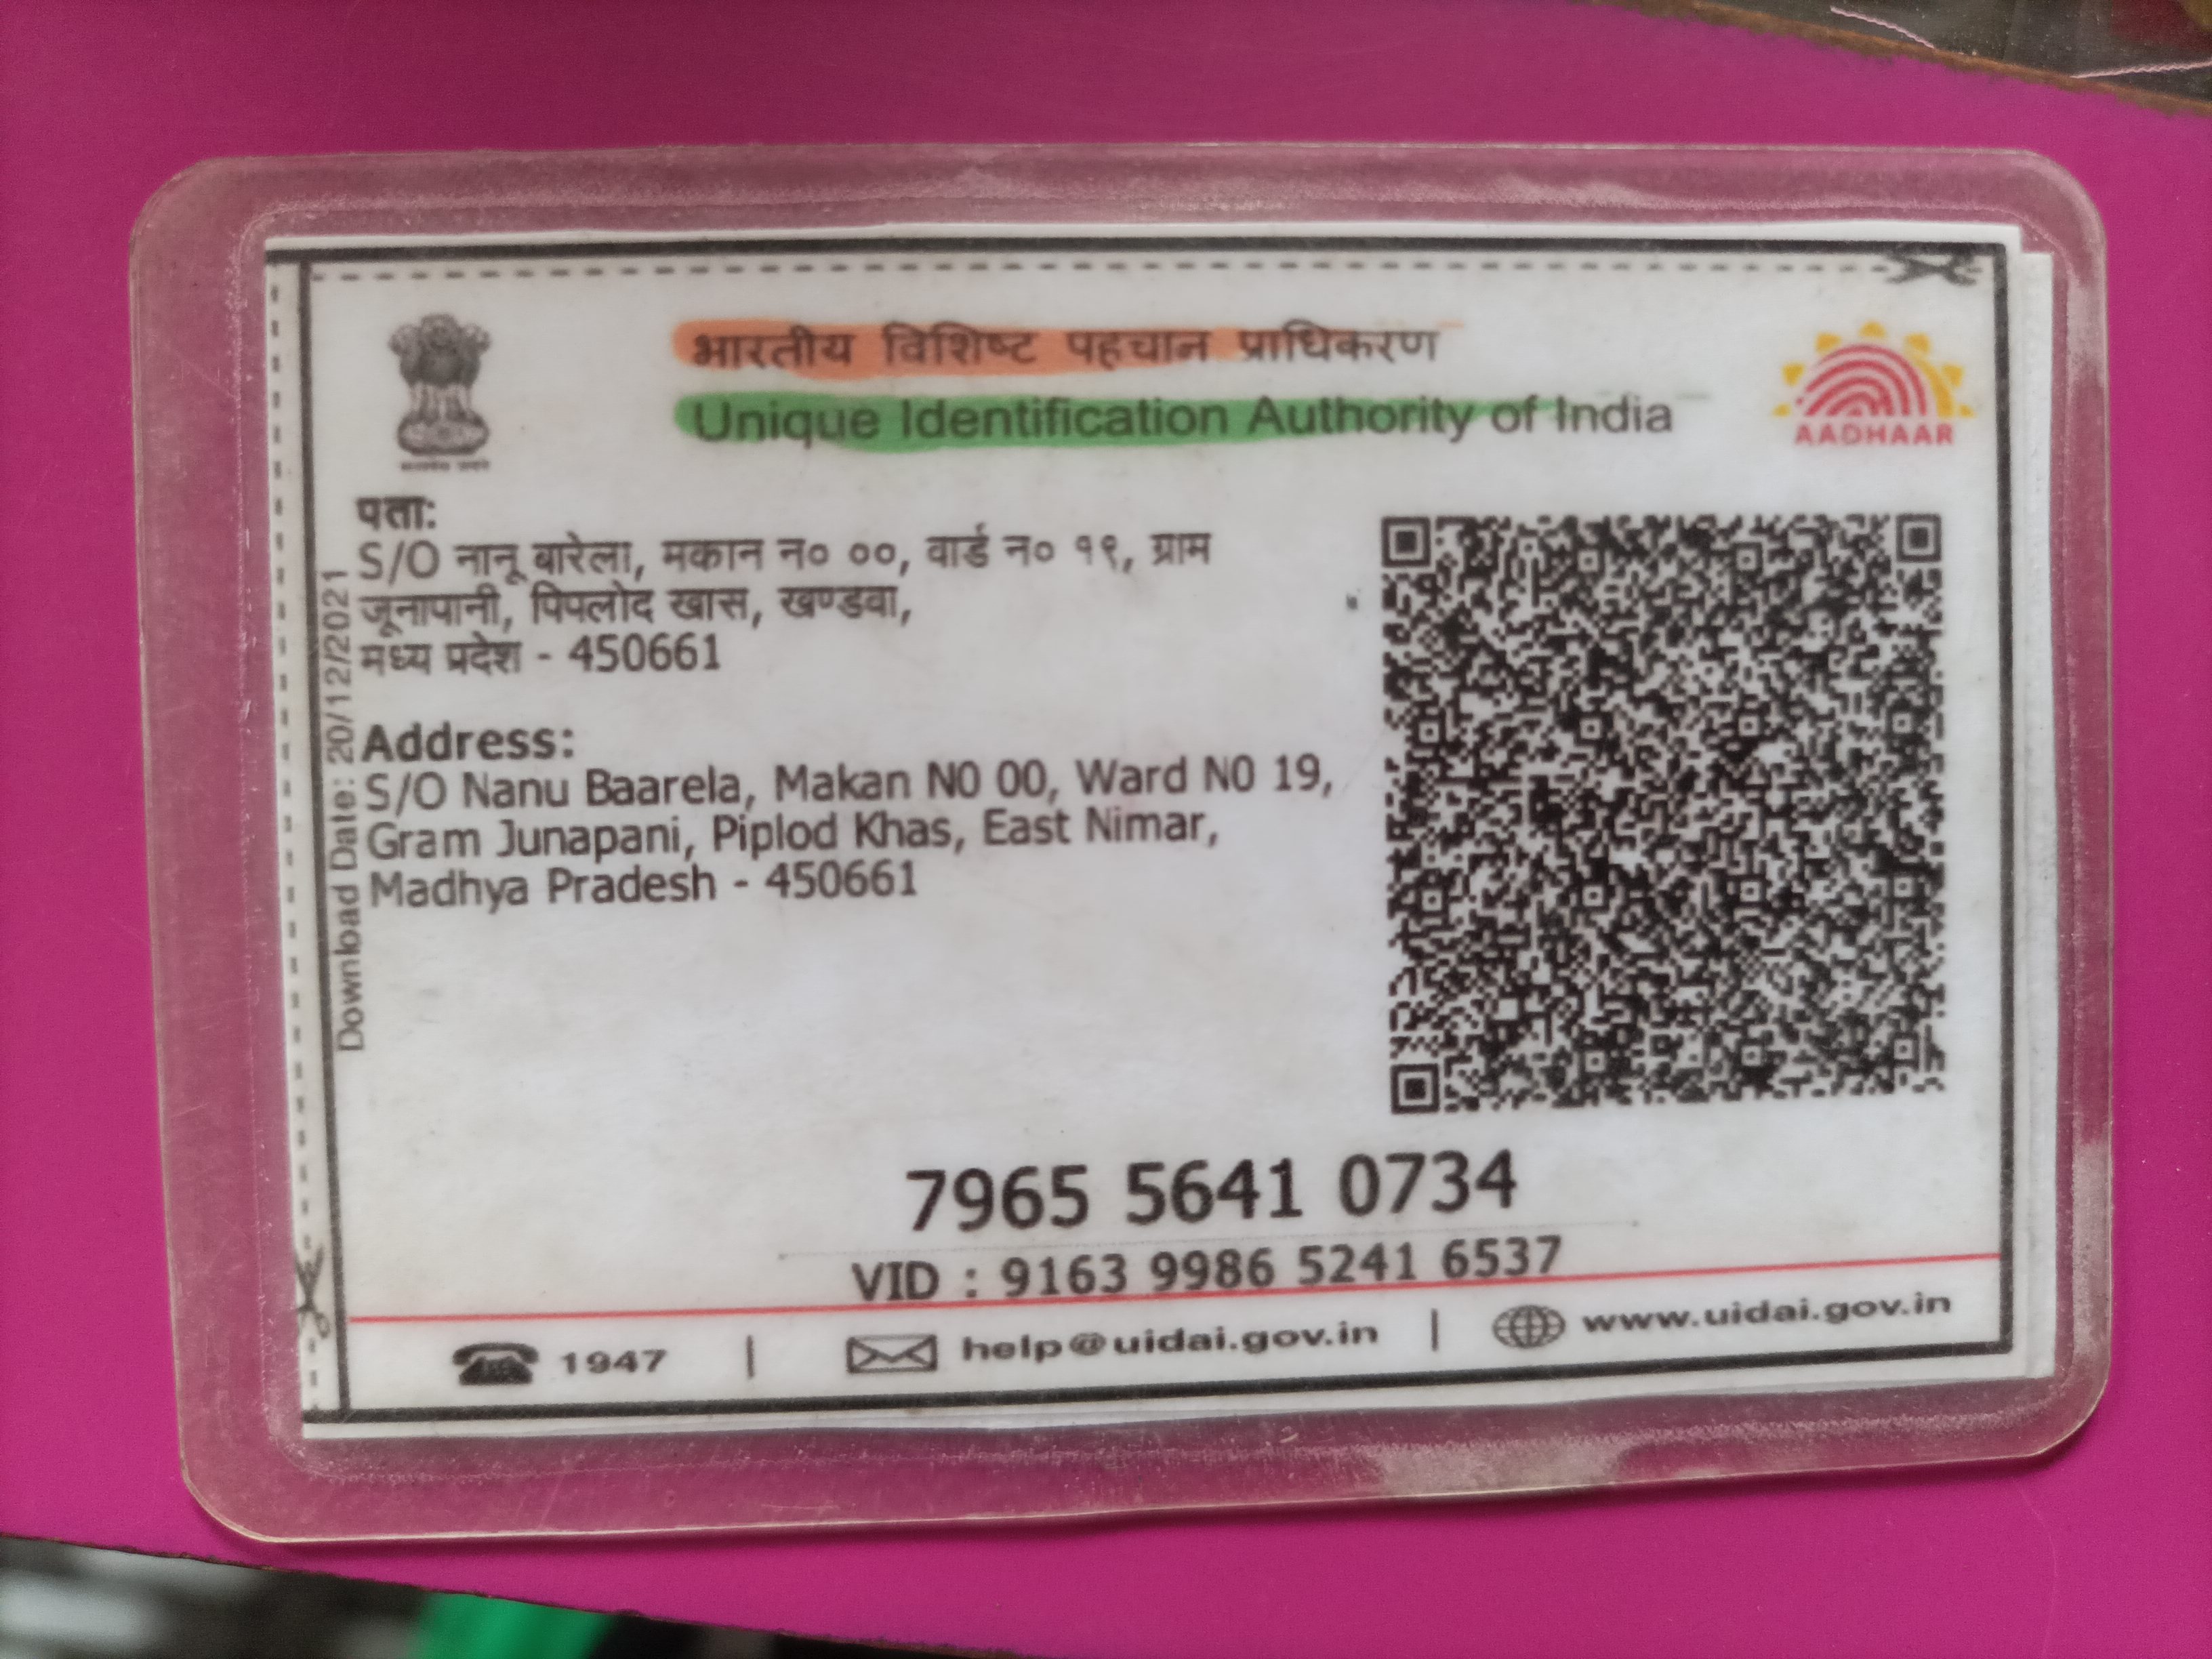 भारतीय विशिष्ट पहचान प्राधिकरण
Unique Identification Authority of India
AADHAAR
पता:
S/O नानू बारेला, मकान न० ००, वार्ड न० १९, ग्राम
जूनापानी, पिपलोद खास, खण्डवा,
मध्य प्रदेश - 450661
Address:
S/O Nanu Baarela, Makan N0 00, Ward N0 19,
Gram Junapani, Piplod Khas, East Nimar,
Madhya Pradesh - 450661
Download Date: 20/12/2021
7965 5641 0734
VID : 9163 9986 5241 6537
1947 | help@uidai.gov.in | www.uidai.gov.in